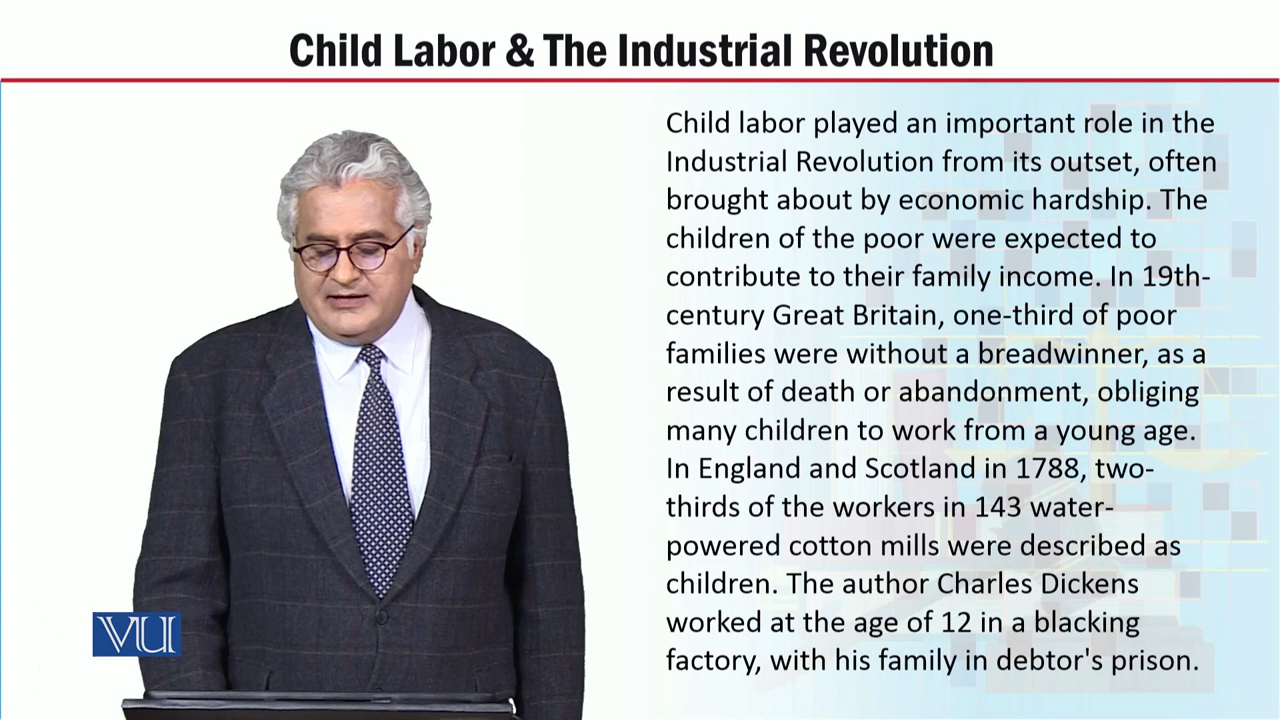 Child Labor & The Industrial Revolution
Child labor played an important role in the
Industrial Revolution from its outset, often
brought about by economic hardship. The
children of the poor were expected to
contribute to their family income. In 19th-
century Great Britain, one-third of poor
families were without a breadwinner, as a
result of death or abandonment, obliging
many children to work from a young age.
In England and Scotland in 1788, two-
thirds of the workers in 143 water-
powered cotton mills were described as
children. The author Charles Dickens
worked at the age of 12 in a blacking
factory, with his family in debtor's prison.
VU